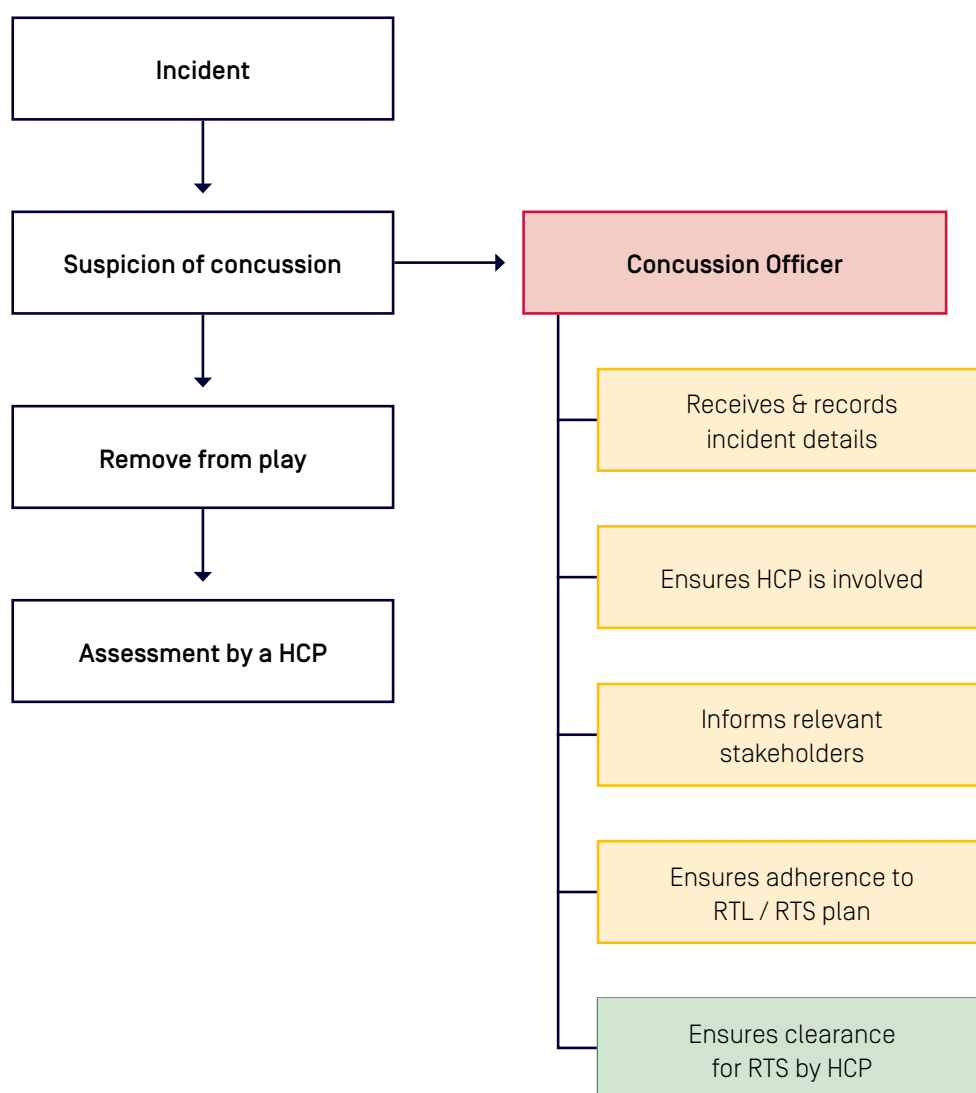 Incident
Suspicion of concussion
Concussion Officer
Remove from play
Assessment by a HCP
Receives & records
incident details
Ensures HCP is involved
Informs relevant
stakeholders
Ensures adherence to
RTL / RTS plan
Ensures clearance
for RTS by HCP